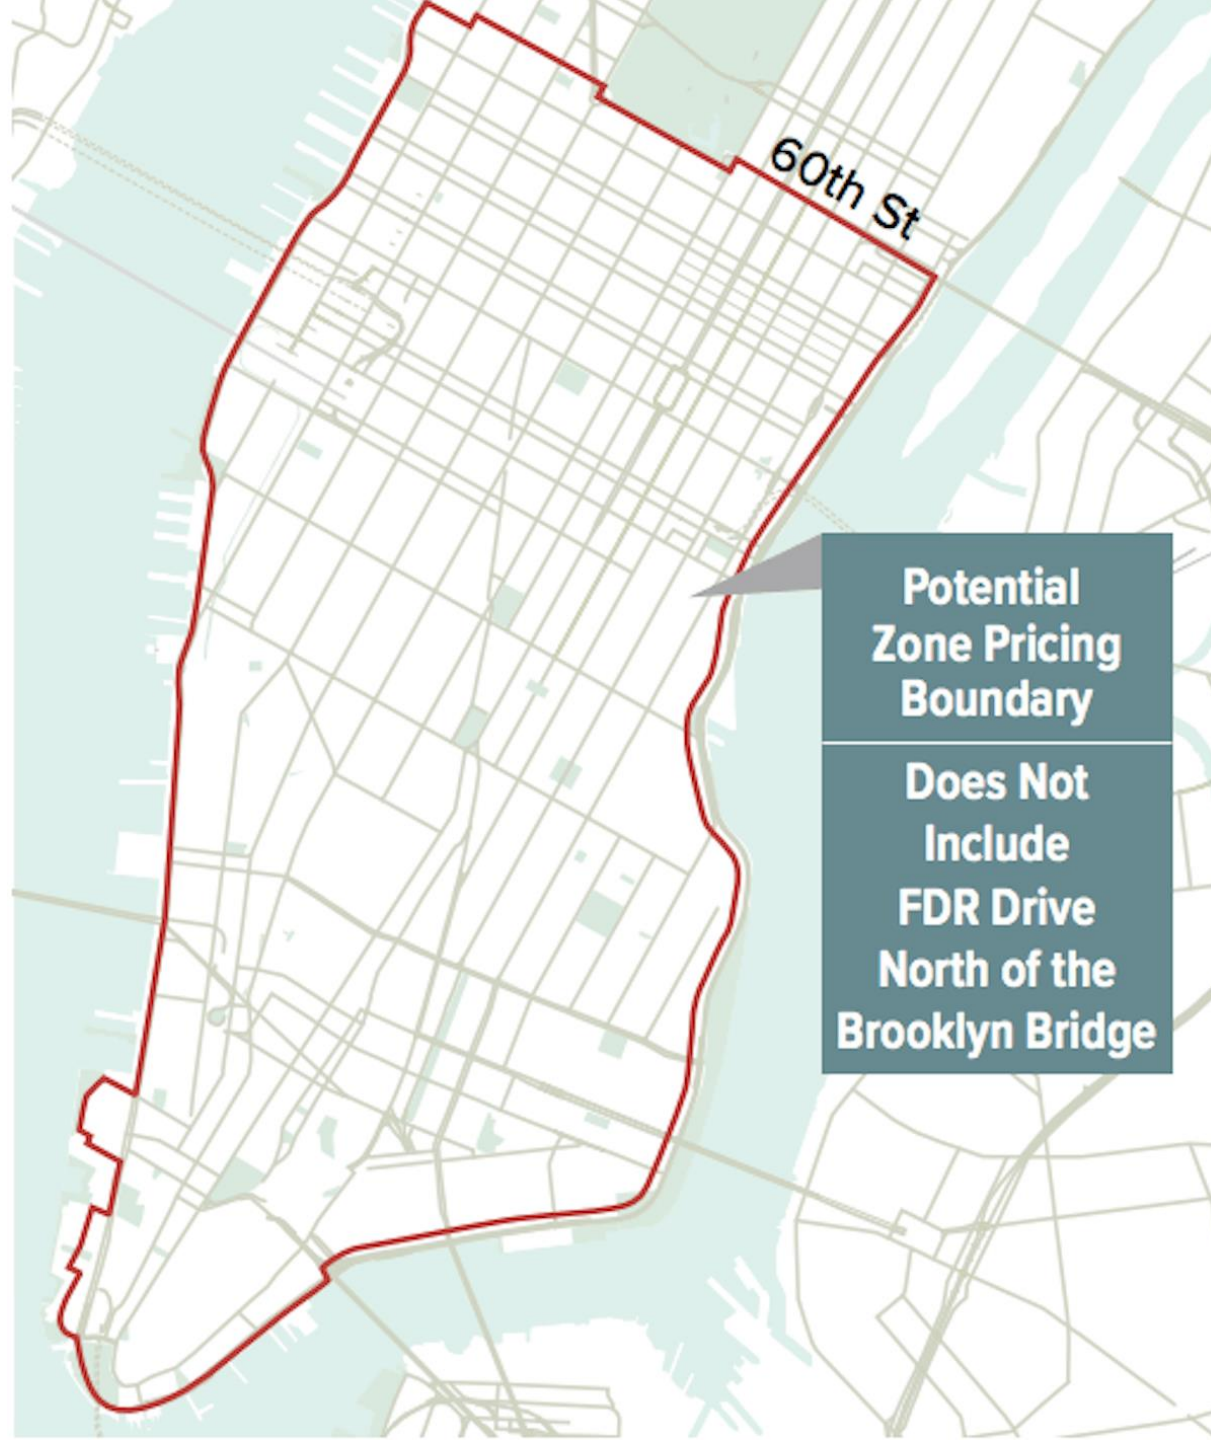 60th St
Potential
Zone Pricing
Boundary
Does Not
Include
FDR Drive
North of the
Brooklyn Bridge